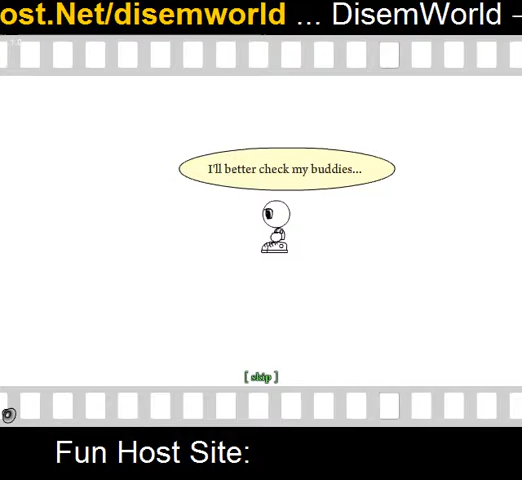 ost.Net/disemworld ... DisemWorld -
I'll better check my buddies...
[ skip ]
Fun Host Site: